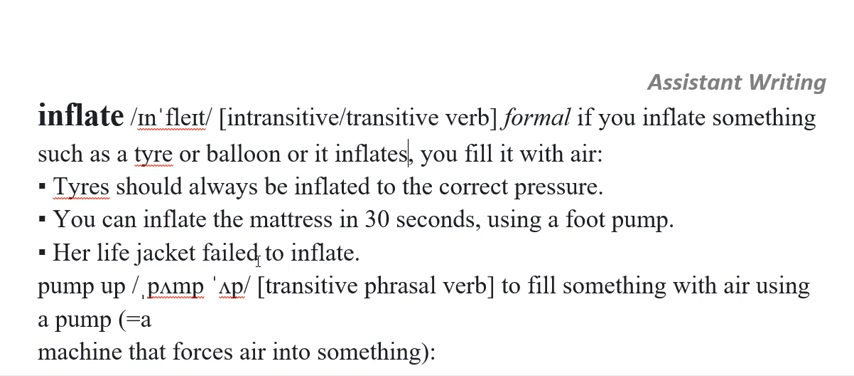 Assistant Writing
inflate /ɪnˈfleɪt/ [intransitive/transitive verb] formal if you inflate something
such as a tyre or balloon or it inflates, you fill it with air:
▪ Tyres should always be inflated to the correct pressure.
▪ You can inflate the mattress in 30 seconds, using a foot pump.
▪ Her life jacket failed to inflate.
pump up /ˌpʌmp ˈʌp/ [transitive phrasal verb] to fill something with air using
a pump (=a
machine that forces air into something):